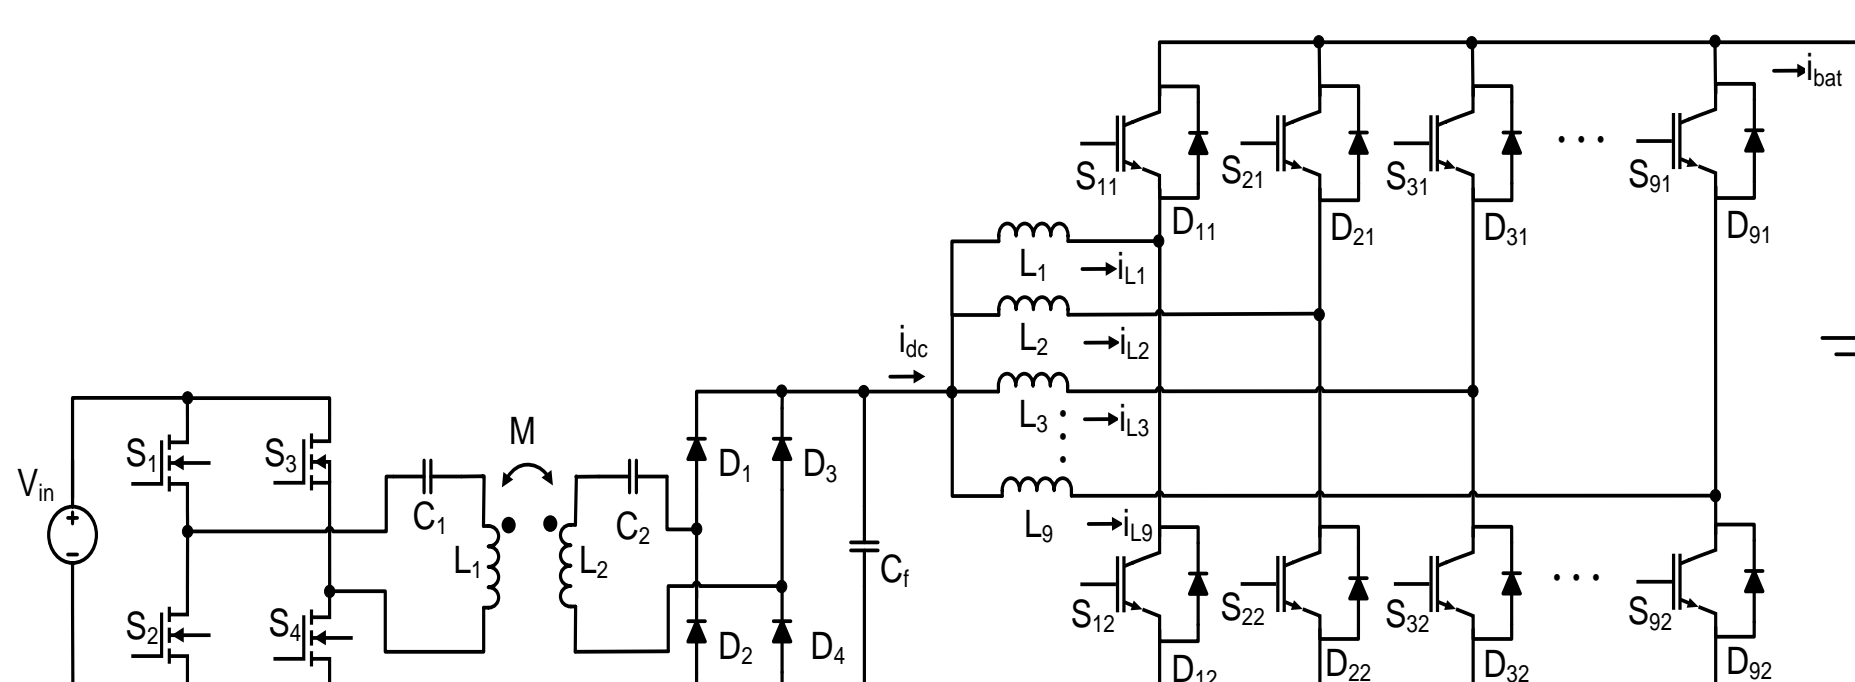 i_bat
S_11
S_21
S_31
S_91
D_11
D_21
D_31
D_91
L_1
i_L1
L_2
i_L2
i_dc
L_3
i_L3
L_9
i_L9
M
V_in
+
-
S_1
S_3
C_1
C_2
D_1
D_3
L_1
L_2
C_f
S_2
S_4
D_2
D_4
S_12
S_22
S_32
S_92
D_12
D_22
D_32
D_92